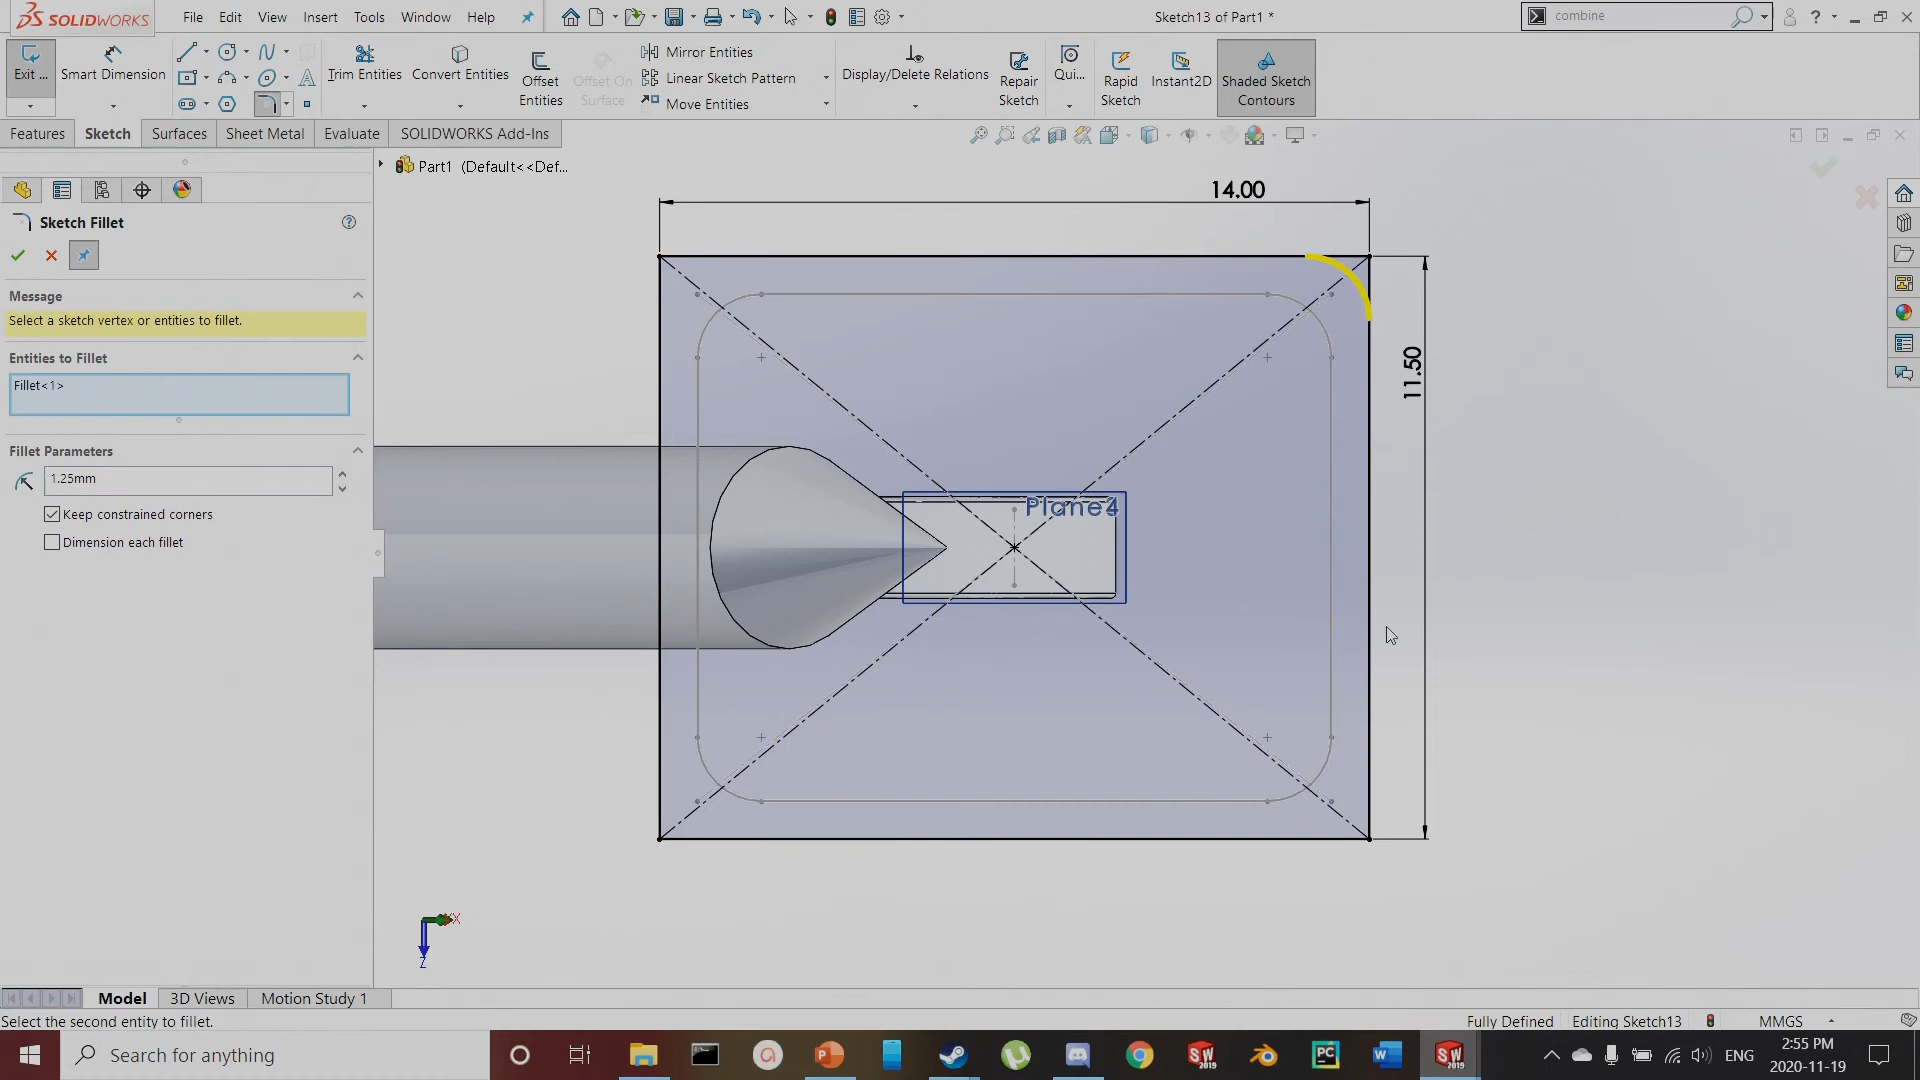 SOLIDWORKS
File Edit View Insert Tools Window Help
Sketch13 of Part1 *
combine
Exit ...
Smart Dimension
Trim Entities
Convert Entities
Offset Entities
Offset On Surface
Mirror Entities
Linear Sketch Pattern
Move Entities
Display/Delete Relations
Repair Sketch
Qui...
Rapid Sketch
Instant2D
Shaded Sketch Contours
Features Sketch Surfaces Sheet Metal Evaluate SOLIDWORKS Add-Ins
Part1 (Default<<Def...
Sketch Fillet
Message
Select a sketch vertex or entities to fillet.
Entities to Fillet
Fillet<1>
Fillet Parameters
1.25mm
Keep constrained corners
Dimension each fillet
14.00
11.50
Plane4
X
Z
Model 3D Views Motion Study 1
Select the second entity to fillet.
Fully Defined Editing Sketch13 MMGS
Search for anything
ENG
2:55 PM
2020-11-19